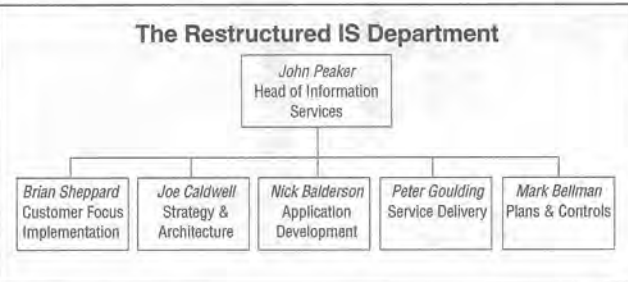 The Restructured IS Department
John Peaker
Head of Information
Services
Brian Sheppard
Customer Focus
Implementation
Joe Caldwell
Strategy &
Architecture
Nick Balderson
Application
Development
Peter Goulding
Service Delivery
Mark Bellman
Plans & Controls